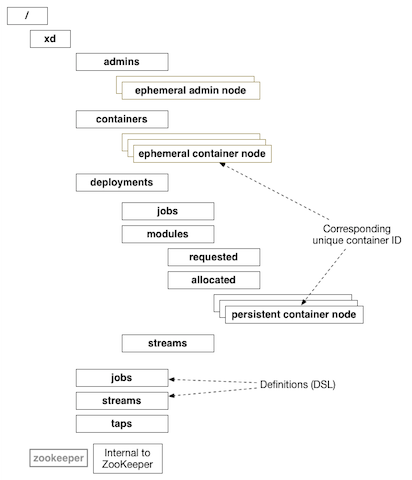 /
xd
admins
ephemeral admin node
containers
ephemeral container node
deployments
jobs
modules
Corresponding
unique container ID
requested
allocated
persistent container node
streams
jobs
streams
Definitions (DSL)
taps
zookeeper
Internal to
ZooKeeper